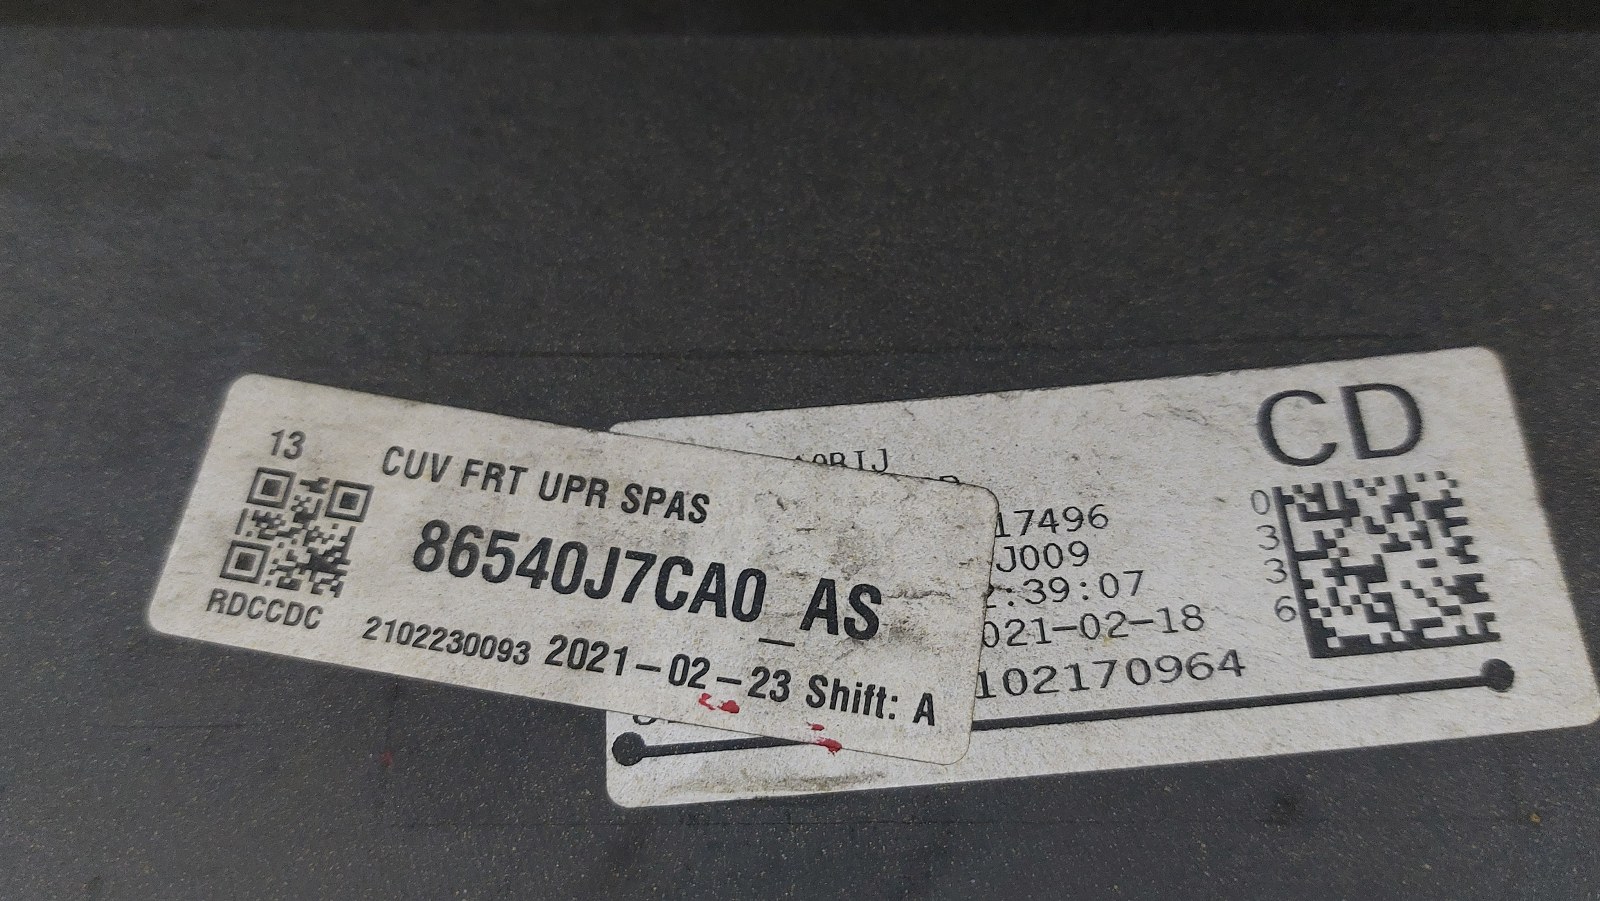 13
CUV FRT UPR SPAS
86540J7CA0_AS
RDCCDC
2102230093 2021-02-23 Shift: A
CD
17496
J009
:39:07
021-02-18
102170964
0
3
3
6